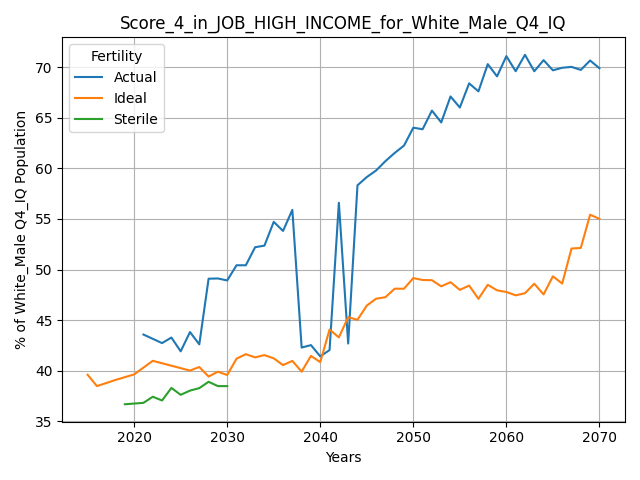 Score_4_in_JOB_HIGH_INCOME_for_White_Male_Q4_IQ
Fertility
Actual
Ideal
Sterile
% of White_Male Q4_IQ Population
70
65
60
55
50
45
40
35
2020
2030
2040
2050
2060
2070
Years